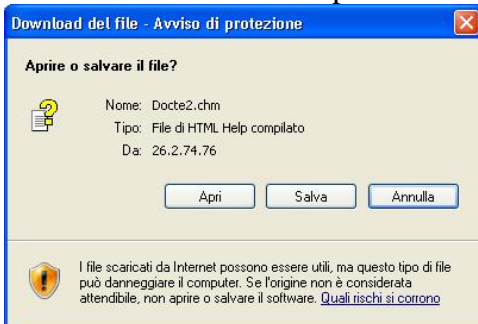 Download del file - Avviso di protezione
Aprire o salvare il file?
Nome: Docte2.chm
Tipo: File di HTML Help compilato
Da: 26.2.74.76
Apri Salva Annulla
I file scaricati da Internet possono essere utili, ma questo tipo di file
può danneggiare il computer. Se l'origine non è considerata
attendibile, non aprire o salvare il software. Quali rischi si corrono